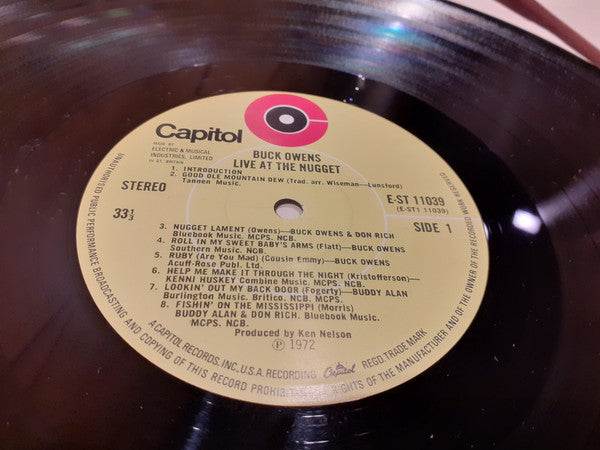 Capitol
MADE BY
ELECTRIC & MUSICAL
INDUSTRIES, LIMITED
IN GT. BRITAIN
STEREO
33⅓
BUCK OWENS
LIVE AT THE NUGGET
1. INTRODUCTION
2. GOOD OLE MOUNTAIN DEW (Trad. arr. Wiseman—Lunsford)
Tannen Music.
E-ST 11039
(E-ST1 11039)
SIDE 1
3. NUGGET LAMENT (Owens)—BUCK OWENS & DON RICH
Bluebook Music. MCPS. NCB.
4. ROLL IN MY SWEET BABY'S ARMS (Flatt)—BUCK OWENS
Southern Music. NCB.
5. RUBY (Are You Mad) (Cousin Emmy)—BUCK OWENS
Acuff-Rose Publ. Ltd.
6. HELP ME MAKE IT THROUGH THE NIGHT (Kristofferson)—
KENNI HUSKEY Combine Music. MCPS. NCB.
7. LOOKIN' OUT MY BACK DOOR (Fogerty)—BUDDY ALAN
Burlington Music. Britico. NCB. MCPS.
8. FISHIN' ON THE MISSISSIPPI (Morris)
BUDDY ALAN & DON RICH. Bluebook Music.
MCPS. NCB.
Produced by Ken Nelson
Ⓟ 1972
A CAPITOL RECORDS, INC., U.S.A. RECORDING Capitol REGD. TRADE MARK
UNAUTHORISED PUBLIC PERFORMANCE BROADCASTING AND COPYING OF THIS RECORD PROHIBITED RIGHTS OF THE MANUFACTURER AND OF THE OWNER OF THE RECORDED WORK RESERVED